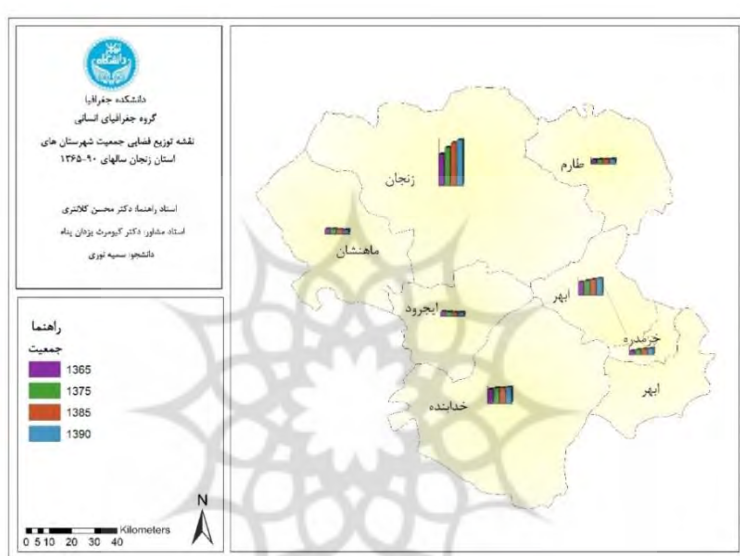 دانشکده جغرافیا
گروه جغرافیای انسانی
نقشه توزیع فضایی جمعیت شهرستان های
استان زنجان سالهای ۹۰-۱۳۶۵
استاد راهنما: دکتر محسن کلانتری
استاد مشاور: دکتر کیومرث یزدان پناه
دانشجو: سمیه نوری
راهنما
جمعیت
1365
1375
1385
1390
Kilometers
0 5 10 20 30 40
N
زنجان
طارم
ماهنشان
ایجرود
ابهر
خرمدره
خدابنده
ابهر